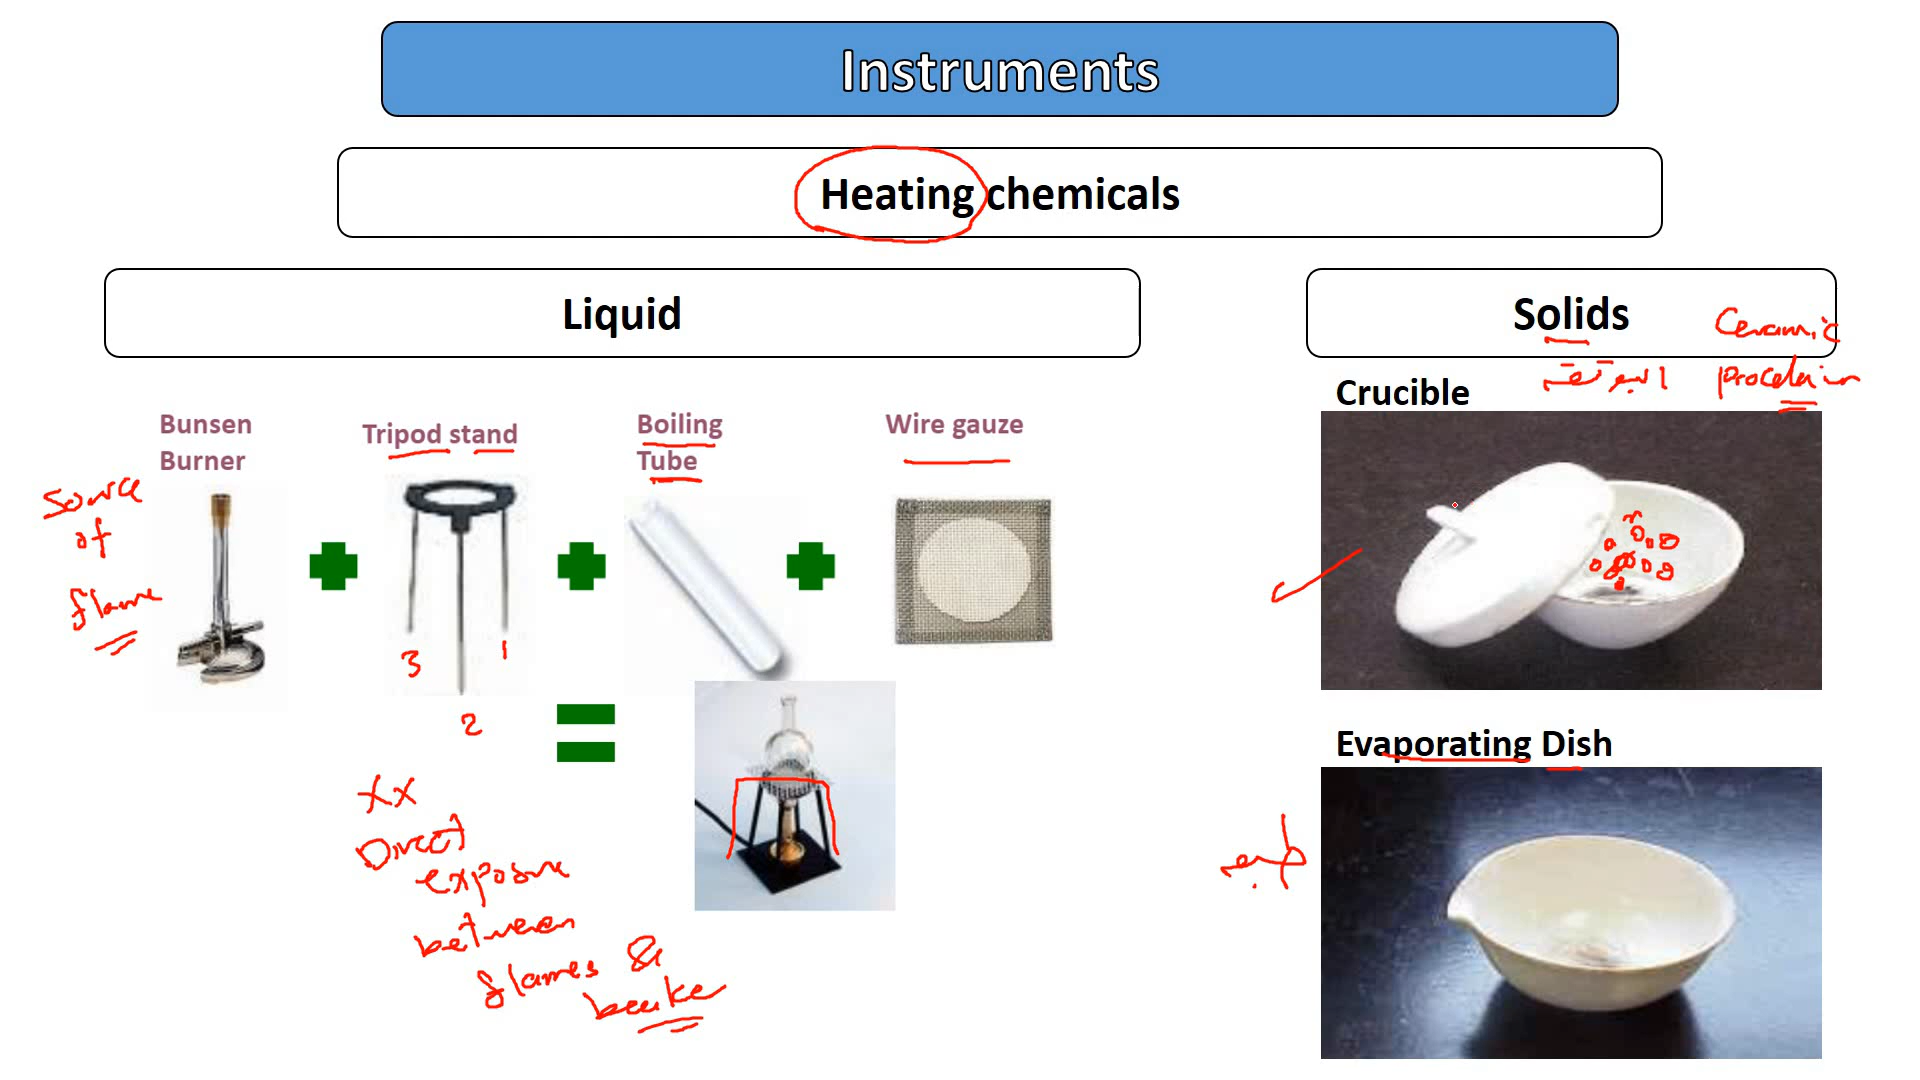 Instruments
Heating chemicals
Liquid
Solids
Ceramic
procelain
البوتقة
Crucible
Bunsen
Burner
Tripod stand
Boiling
Tube
Wire gauze
Source
of
flame
3
1
2
XX
Direct
exposure
between
flames &
Evaporating Dish